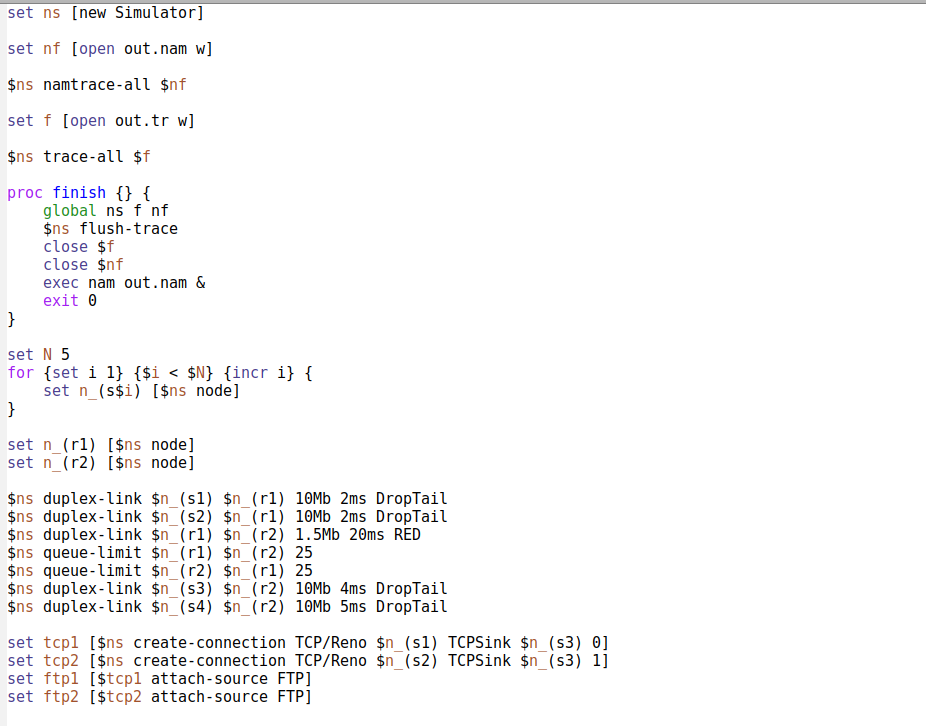 set ns [new Simulator]
set nf [open out.nam w]
$ns namtrace-all $nf
set f [open out.tr w]
$ns trace-all $f
proc finish {} {
    global ns f nf
    $ns flush-trace
    close $f
    close $nf
    exec nam out.nam &
    exit 0
}
set N 5
for {set i 1} {$i < $N} {incr i} {
    set n_(s$i) [$ns node]
}
set n_(r1) [$ns node]
set n_(r2) [$ns node]
$ns duplex-link $n_(s1) $n_(r1) 10Mb 2ms DropTail
$ns duplex-link $n_(s2) $n_(r1) 10Mb 2ms DropTail
$ns duplex-link $n_(r1) $n_(r2) 1.5Mb 20ms RED
$ns queue-limit $n_(r1) $n_(r2) 25
$ns queue-limit $n_(r2) $n_(r1) 25
$ns duplex-link $n_(s3) $n_(r2) 10Mb 4ms DropTail
$ns duplex-link $n_(s4) $n_(r2) 10Mb 5ms DropTail
set tcp1 [$ns create-connection TCP/Reno $n_(s1) TCPSink $n_(s3) 0]
set tcp2 [$ns create-connection TCP/Reno $n_(s2) TCPSink $n_(s3) 1]
set ftp1 [$tcp1 attach-source FTP]
set ftp2 [$tcp2 attach-source FTP]